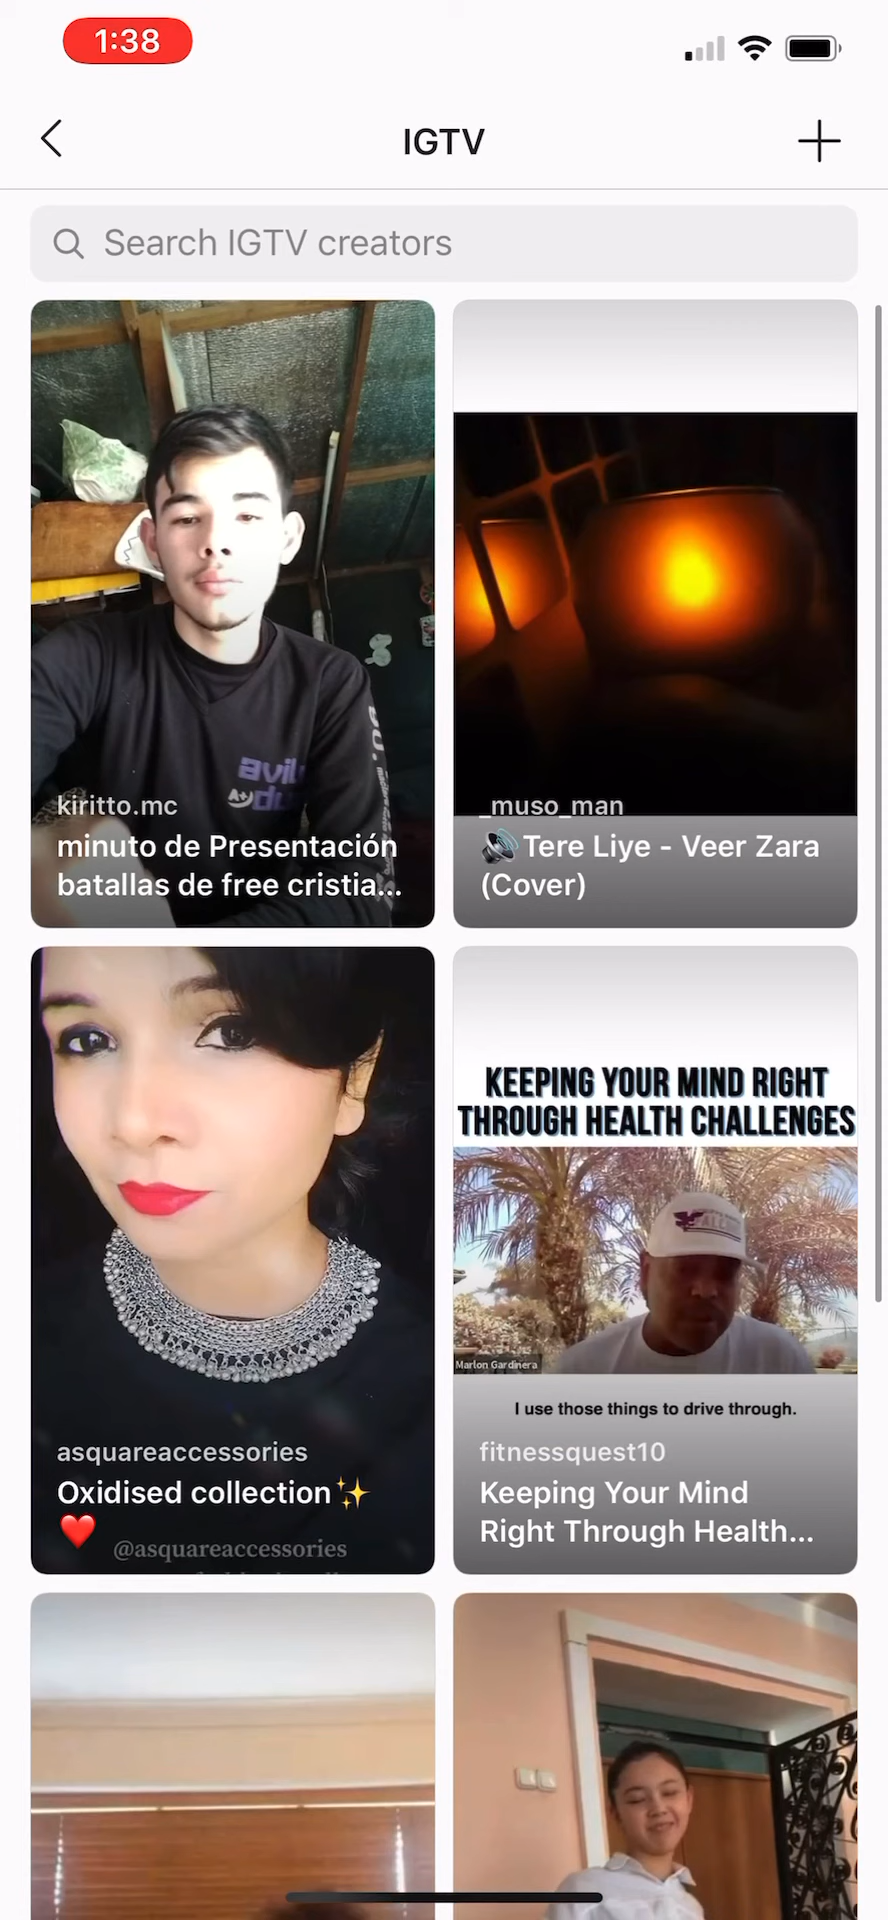 1:38
IGTV
Search IGTV creators
avil
A+
kiritto.mc
minuto de Presentación
batallas de free cristia...
_muso_man
🔊Tere Liye - Veer Zara
(Cover)
asquareaccessories
Oxidised collection✨
❤️
@asquareaccessories
KEEPING YOUR MIND RIGHT
THROUGH HEALTH CHALLENGES
Marlon Gardinera
I use those things to drive through.
fitnessquest10
Keeping Your Mind
Right Through Health...